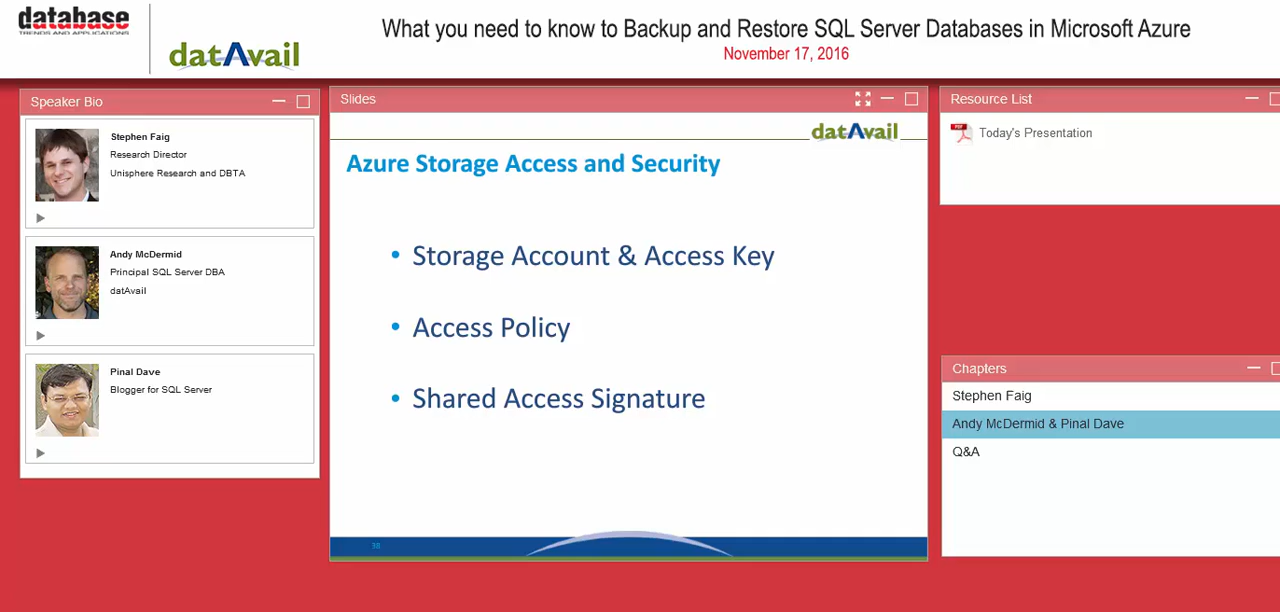 database
TRENDS AND APPLICATIONS
datAvail
What you need to know to Backup and Restore SQL Server Databases in Microsoft Azure
November 17, 2016
Speaker Bio
Stephen Faig
Research Director
Unisphere Research and DBTA
Andy McDermid
Principal SQL Server DBA
datAvail
Pinal Dave
Blogger for SQL Server
Slides
datAvail
Azure Storage Access and Security
• Storage Account & Access Key
• Access Policy
• Shared Access Signature
38
Resource List
PDF
Today's Presentation
Chapters
Stephen Faig
Andy McDermid & Pinal Dave
Q&A